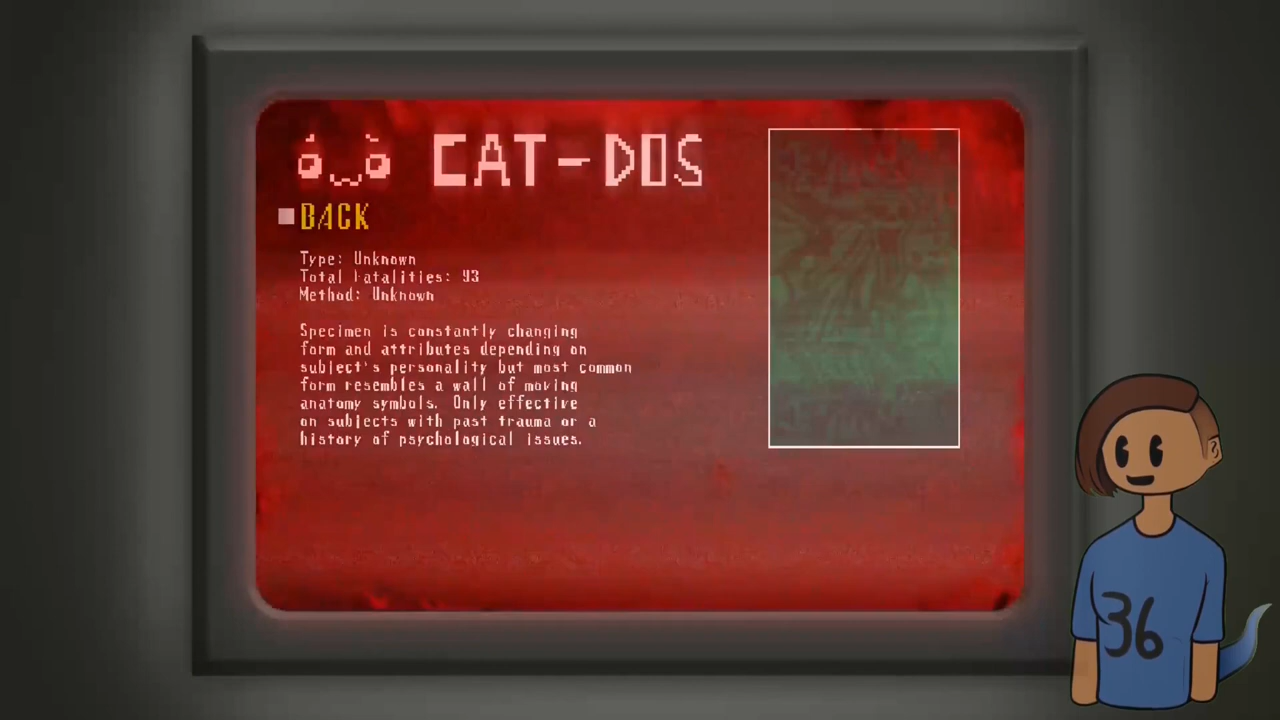 CAT-DOS
BACK
Type: Unknown
Total Fatalities: 93
Method: Unknown
Specimen is constantly changing
form and attributes depending on
subject's personality but most common
form resembles a wall of moving
anatomy symbols. Only effective
on subjects with past trauma or a
history of psychological issues.
36